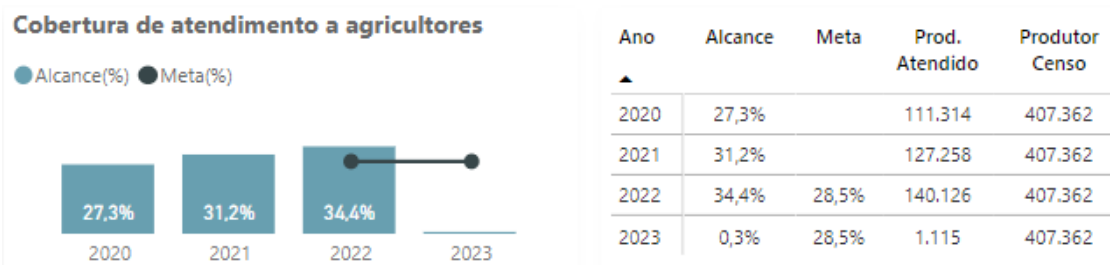 Cobertura de atendimento a agricultores
Alcance(%) Meta(%)
27,3% 31,2% 34,4%
2020 2021 2022 2023
Ano Alcance Meta Prod. Atendido Produtor Censo
2020 27,3% 111.314 407.362
2021 31,2% 127.258 407.362
2022 34,4% 28,5% 140.126 407.362
2023 0,3% 28,5% 1.115 407.362